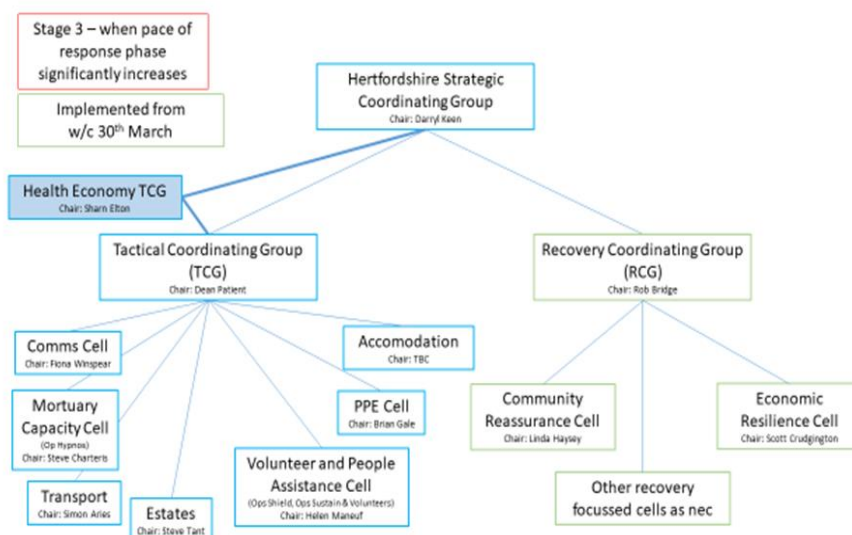 Stage 3 – when pace of
response phase
significantly increases
Implemented from
w/c 30th March
Hertfordshire Strategic
Coordinating Group
Chair: Darryl Keen
Health Economy TCG
Chair: Sharn Elton
Tactical Coordinating Group
(TCG)
Chair: Dean Patient
Recovery Coordinating Group
(RCG)
Chair: Rob Bridge
Comms Cell
Chair: Fiona Winspear
Accomodation
Chair: TBC
Mortuary
Capacity Cell
(Op Hypnos)
Chair: Steve Charteris
PPE Cell
Chair: Brian Gale
Community
Reassurance Cell
Chair: Linda Haysey
Economic
Resilience Cell
Chair: Scott Crudgington
Volunteer and People
Assistance Cell
(Ops Shield, Ops Sustain & Volunteers)
Chair: Helen Maneuf
Transport
Chair: Simon Aries
Estates
Chair: Steve Tant
Other recovery
focussed cells as nec